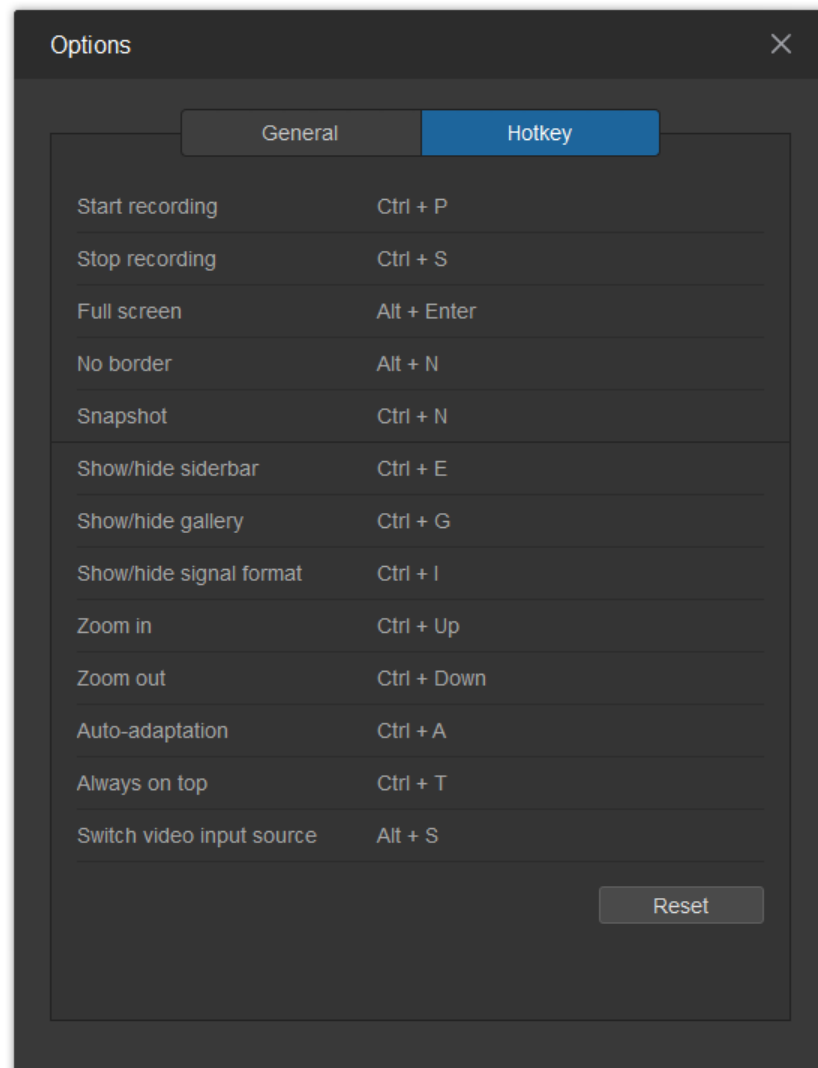 Options
General Hotkey
Start recording Ctrl + P
Stop recording Ctrl + S
Full screen Alt + Enter
No border Alt + N
Snapshot Ctrl + N
Show/hide siderbar Ctrl + E
Show/hide gallery Ctrl + G
Show/hide signal format Ctrl + I
Zoom in Ctrl + Up
Zoom out Ctrl + Down
Auto-adaptation Ctrl + A
Always on top Ctrl + T
Switch video input source Alt + S
Reset